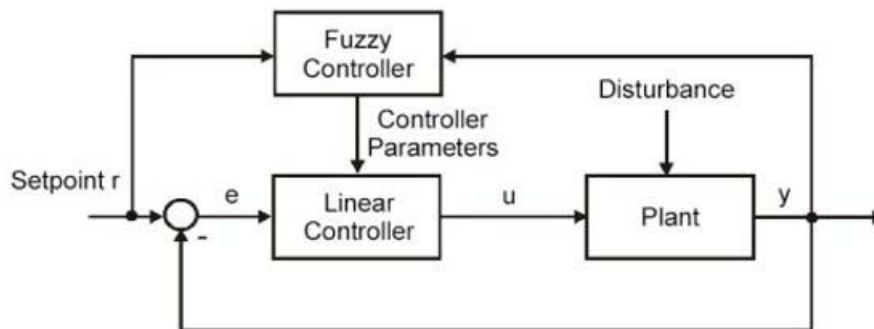 Fuzzy
Controller
Disturbance
Controller
Parameters
Setpoint r
e
Linear
Controller
u
Plant
y
-